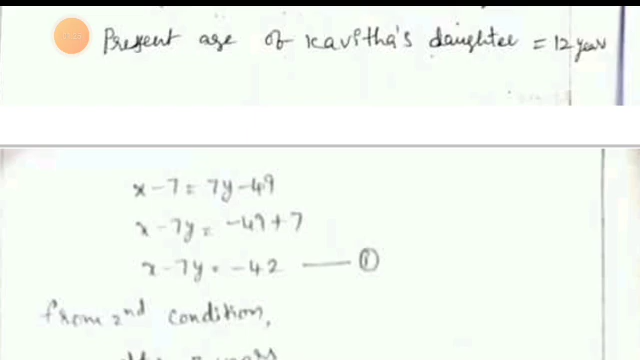 Present age of Kavitha's daughter = 12 years
x - 7 = 7y - 49
x - 7y = -49 + 7
x - 7y = -42 —— ①
from 2nd condition,